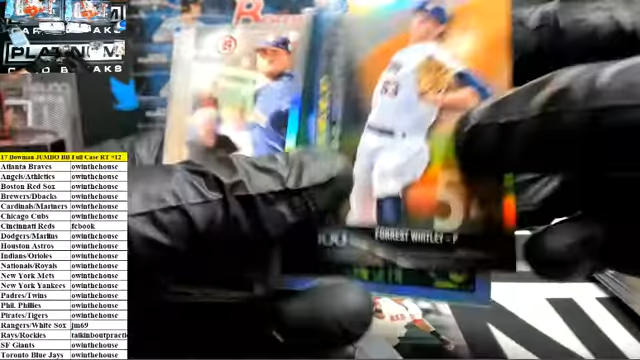 PLATINUM
CARD BREAKS
17 Bowman JUMBO BB Full Case RT #12
Atlanta Braves owinthehouse
Angels/Athletics owinthehouse
Boston Red Sox owinthehouse
Brewers/Dbacks owinthehouse
Cardinals/Mariners owinthehouse
Chicago Cubs owinthehouse
Cincinnati Reds fcbook
Dodgers/Marlins owinthehouse
Houston Astros owinthehouse
Indians/Orioles owinthehouse
Nationals/Royals owinthehouse
New York Mets owinthehouse
New York Yankees owinthehouse
Padres/Twins owinthehouse
Phil. Phillies owinthehouse
Pirates/Tigers owinthehouse
Rangers/White Sox jm69
Rays/Rockies talkinboutpracti
SF Giants owinthehouse
Toronto Blue Jays owinthehouse
FORREST WHITLEY - P